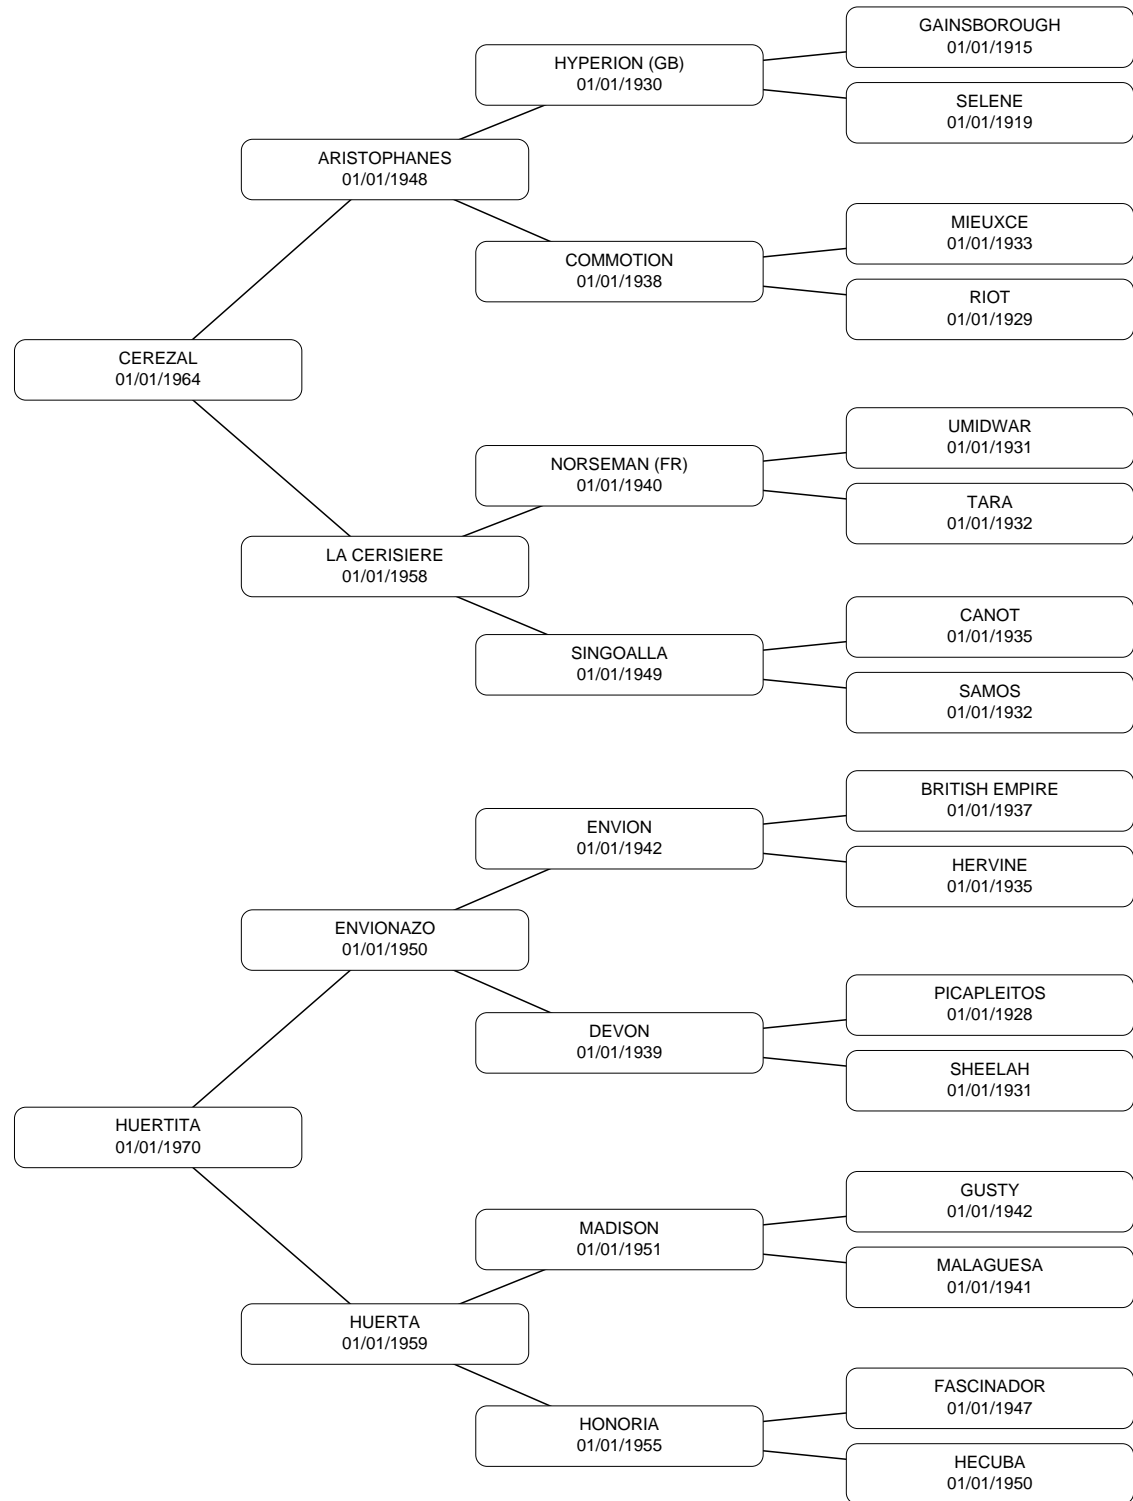 GAINSBOROUGH
01/01/1915
HYPERION (GB)
01/01/1930
SELENE
01/01/1919
ARISTOPHANES
01/01/1948
MIEUXCE
01/01/1933
COMMOTION
01/01/1938
RIOT
01/01/1929
CEREZAL
01/01/1964
UMIDWAR
01/01/1931
NORSEMAN (FR)
01/01/1940
TARA
01/01/1932
LA CERISIERE
01/01/1958
CANOT
01/01/1935
SINGOALLA
01/01/1949
SAMOS
01/01/1932
BRITISH EMPIRE
01/01/1937
ENVION
01/01/1942
HERVINE
01/01/1935
ENVIONAZO
01/01/1950
PICAPLEITOS
01/01/1928
DEVON
01/01/1939
SHEELAH
01/01/1931
HUERTITA
01/01/1970
GUSTY
01/01/1942
MADISON
01/01/1951
MALAGUESA
01/01/1941
HUERTA
01/01/1959
FASCINADOR
01/01/1947
HONORIA
01/01/1955
HECUBA
01/01/1950